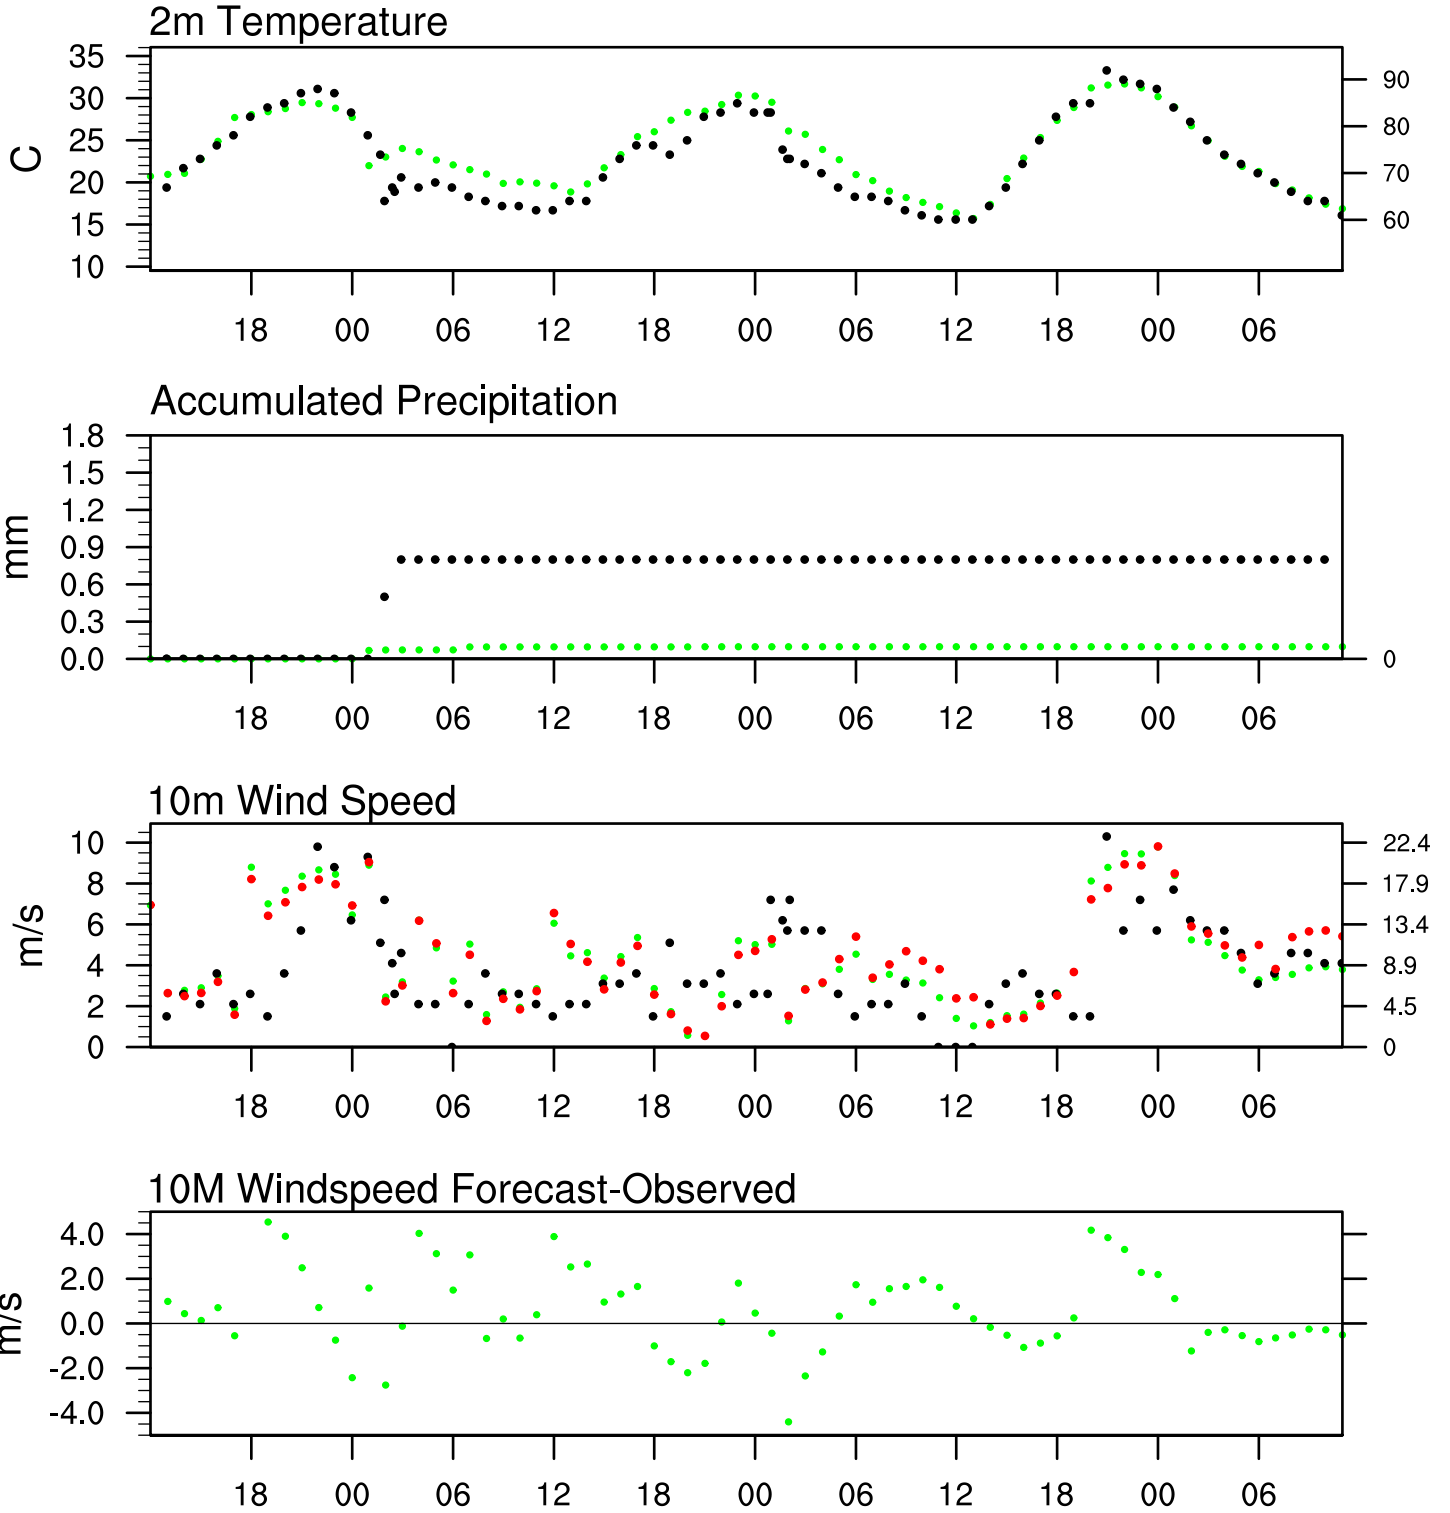 2m Temperature
35
30
25
20
15
10
C
90
80
70
60
18 00 06 12 18 00 06 12 18 00 06
Accumulated Precipitation
1.8
1.5
1.2
0.9
0.6
0.3
0.0
mm
0
18 00 06 12 18 00 06 12 18 00 06
10m Wind Speed
10
8
6
4
2
0
m/s
22.4
17.9
13.4
8.9
4.5
0
18 00 06 12 18 00 06 12 18 00 06
10M Windspeed Forecast-Observed
4.0
2.0
0.0
-2.0
-4.0
m/s
18 00 06 12 18 00 06 12 18 00 06